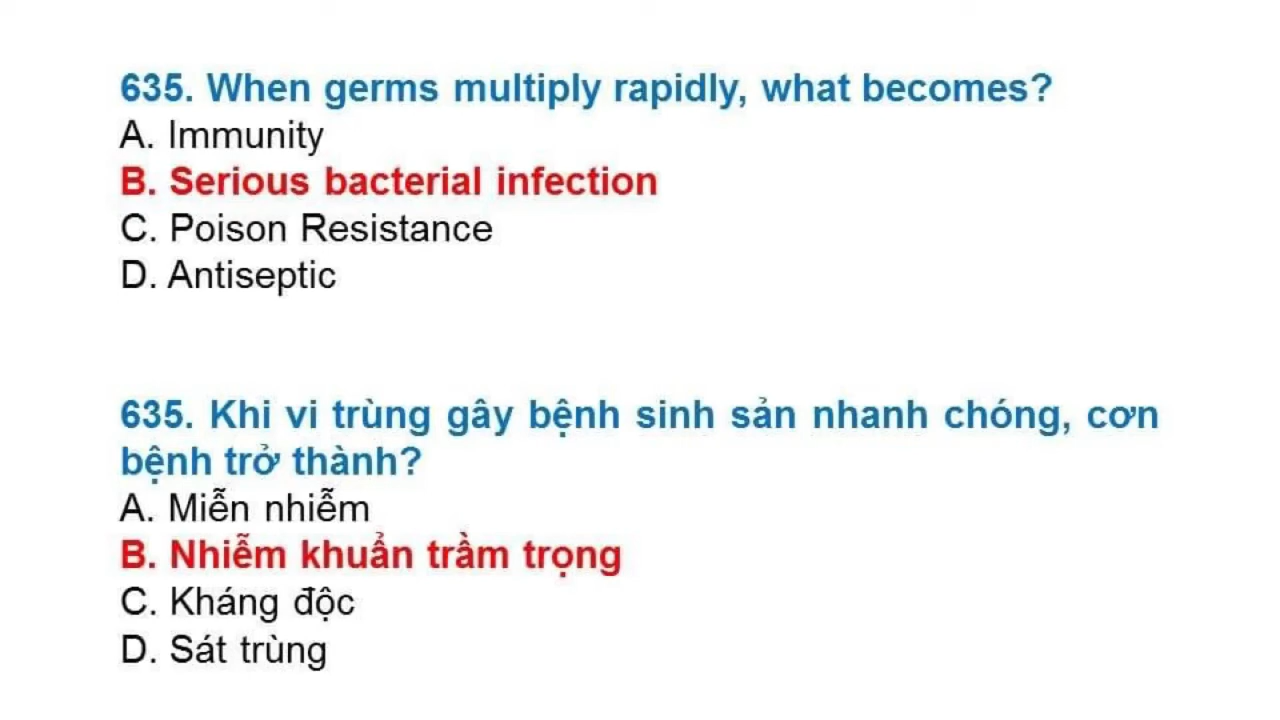 635. When germs multiply rapidly, what becomes?
A. Immunity
B. Serious bacterial infection
C. Poison Resistance
D. Antiseptic
635. Khi vi trùng gây bệnh sinh sản nhanh chóng, cơn
bệnh trở thành?
A. Miễn nhiễm
B. Nhiễm khuẩn trầm trọng
C. Kháng độc
D. Sát trùng